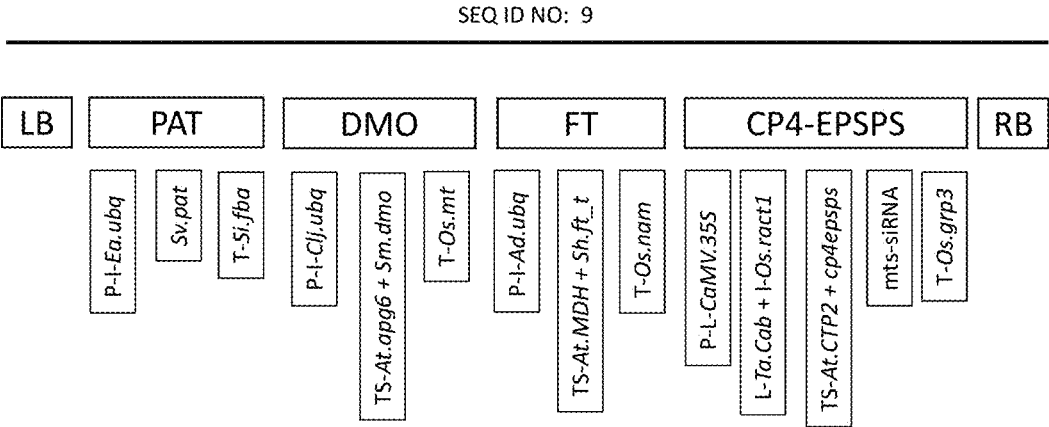 SEQ ID NO: 9
LB
PAT
DMO
FT
CP4-EPSPS
RB
P-I-Ea.ubq
Sv.pat
T-Si.fba
P-I-Clj.ubq
TS-At.apg6 + Sm.dmo
T-Os.mt
P-I-Ad.ubq
TS-At.MDH + Sh.ft_t
T-Os.nam
P-L-CaMV.35S
L-Ta.Cab + I-Os.ract1
TS-At.CTP2 + cp4epsps
mts-siRNA
T-Os.grp3